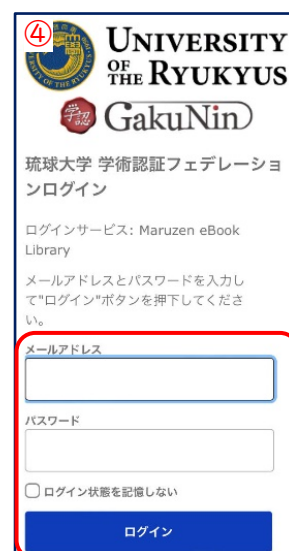 ④
UNIVERSITY
OF THE RYUKYUS
学認 GakuNin
琉球大学 学術認証フェデレーショ
ンログイン
ログインサービス: Maruzen eBook
Library
メールアドレスとパスワードを入力し
て"ログイン"ボタンを押下してくださ
い。
メールアドレス
パスワード
ログイン状態を記憶しない
ログイン